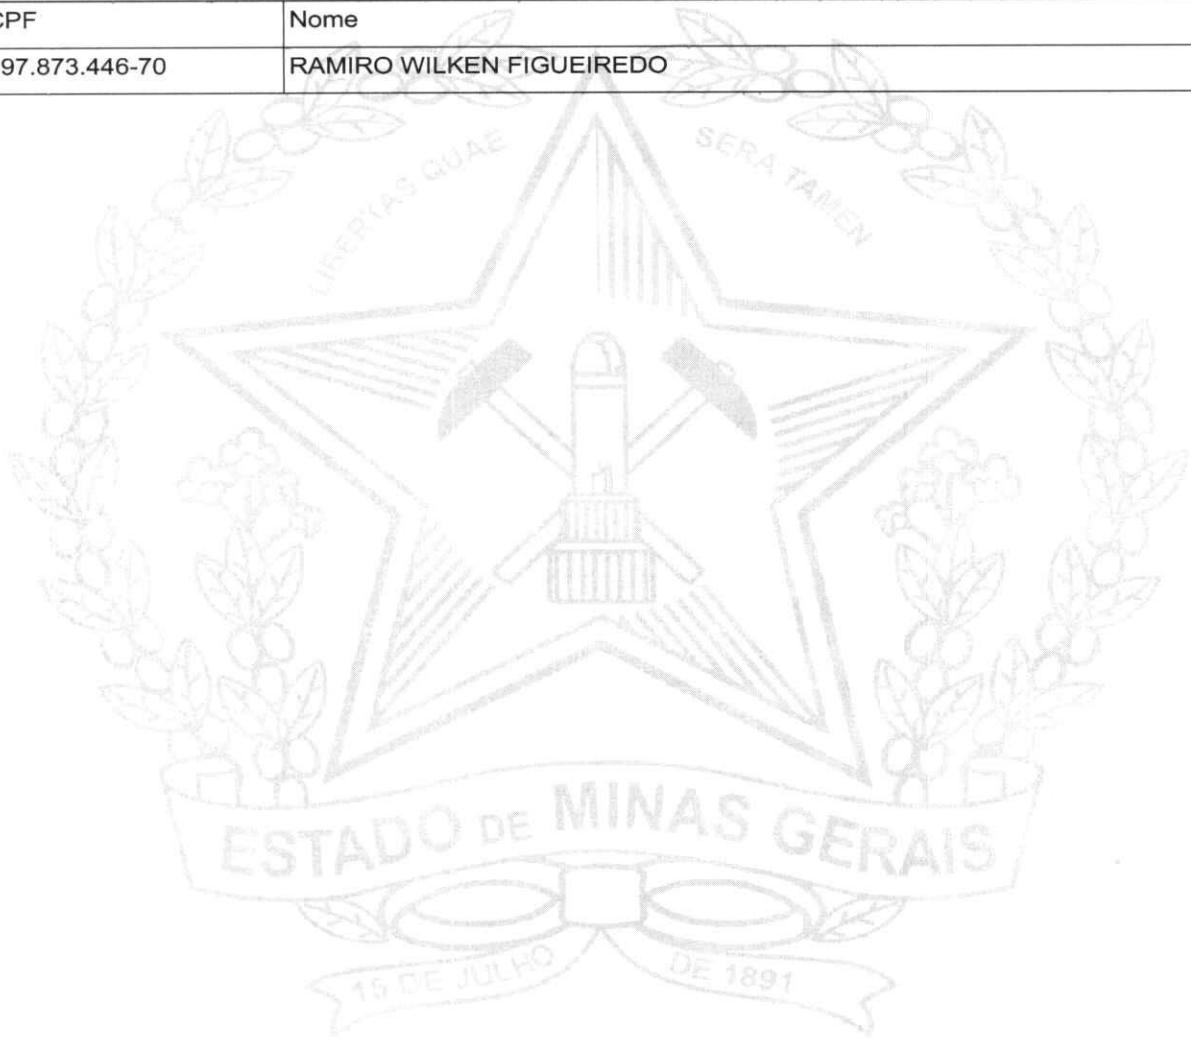 CPF Nome
97.873.446-70 RAMIRO WILKEN FIGUEIREDO
LIBERTAS QUAE SERA TAMEN
ESTADO DE MINAS GERAIS
15 DE JULHO DE 1891